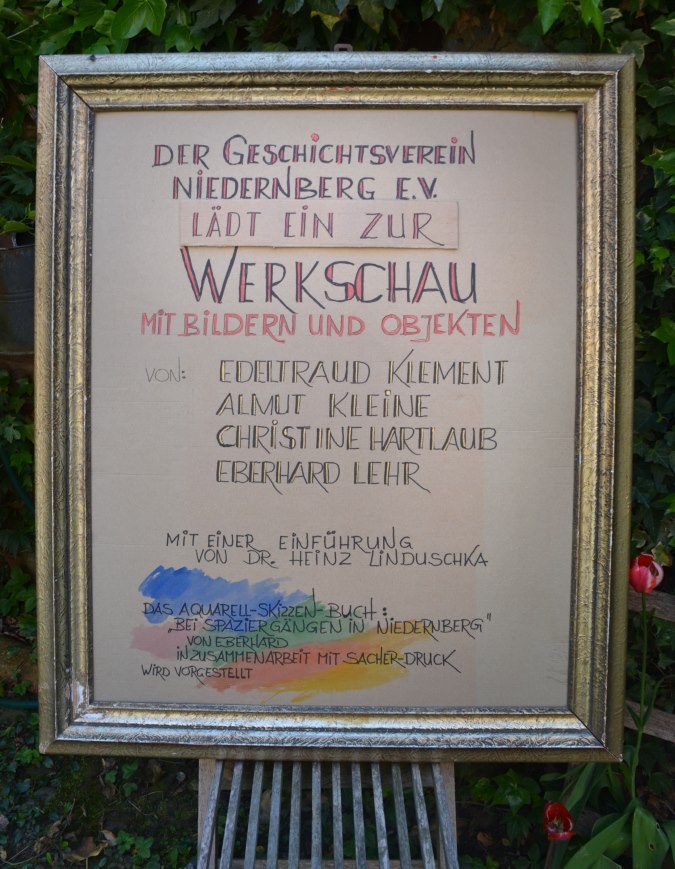 DER GESCHICHTSVEREIN
NIEDERNBERG E.V.
LÄDT EIN ZUR
WERKSCHAU
MIT BILDERN UND OBJEKTEN
VON: EDELTRAUD KLEMENT
ALMUT KLEINE
CHRISTINE HARTLAUB
EBERHARD LEHR
MIT EINER EINFÜHRUNG
VON DR. HEINZ LINDUSCHKA
DAS AQUARELL-SKIZZEN-BUCH:
„BEI SPAZIERGÄNGEN IN NIEDERNBERG"
VON EBERHARD
IN ZUSAMMENARBEIT MIT SACHER-DRUCK
WIRD VORGESTELLT